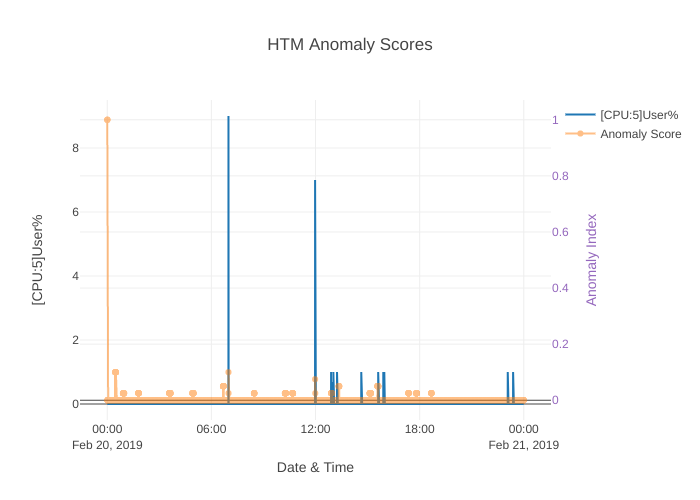 HTM Anomaly Scores
[CPU:5]User%
Anomaly Score
8
6
4
2
0
[CPU:5]User%
1
0.8
0.6
0.4
0.2
0
Anomaly Index
00:00
Feb 20, 2019
06:00
12:00
18:00
00:00
Feb 21, 2019
Date & Time